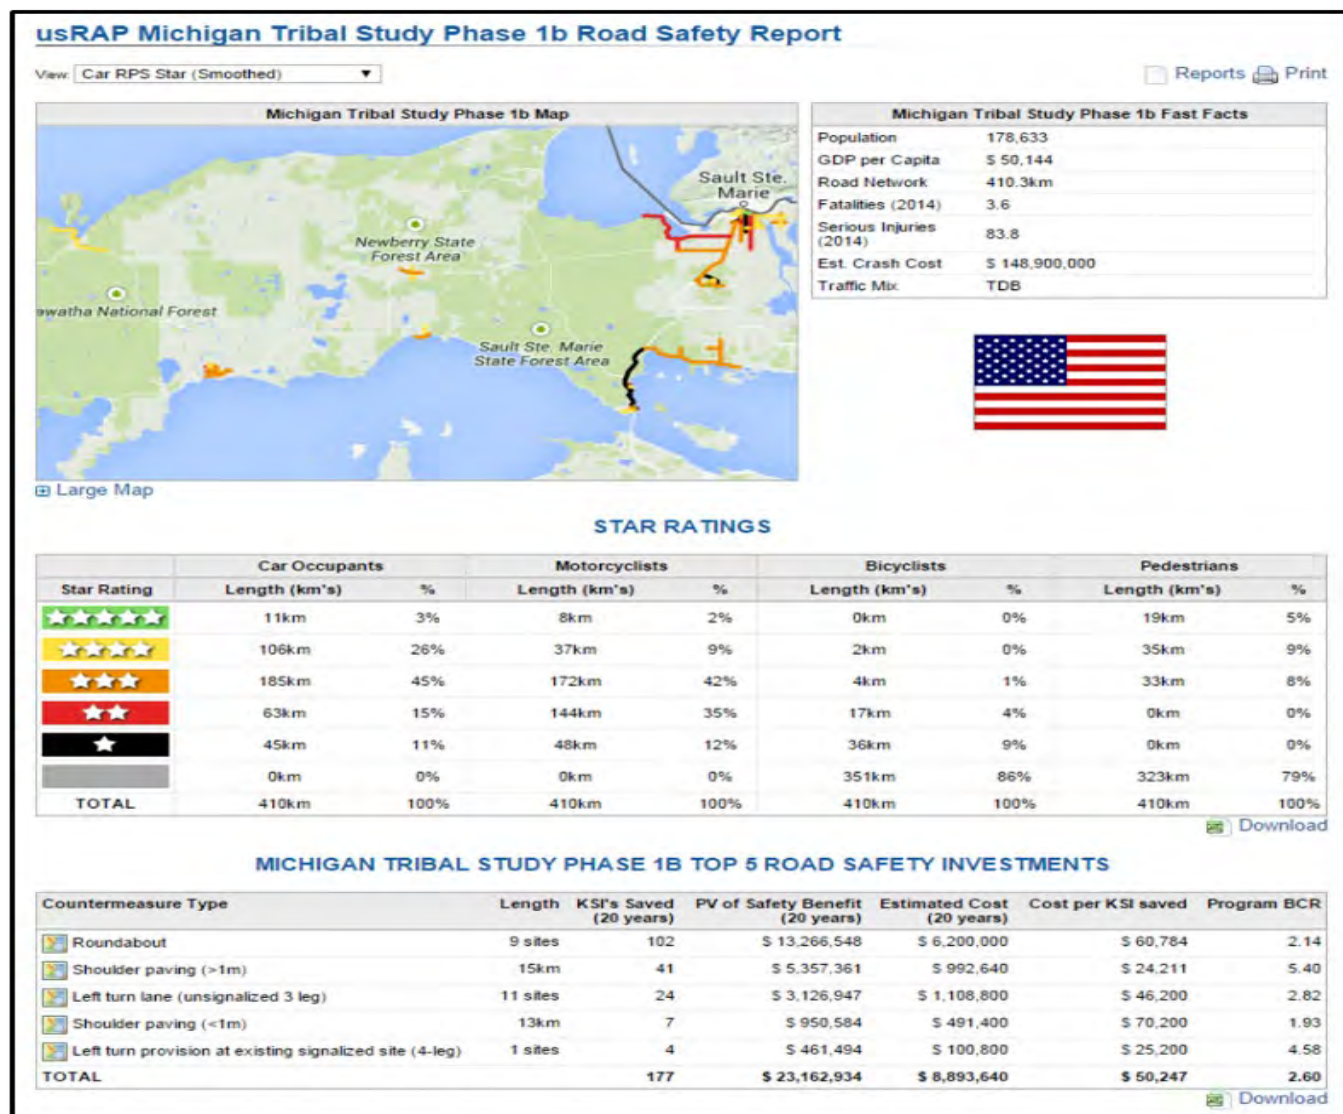 usRAP Michigan Tribal Study Phase 1b Road Safety Report
View: Car RPS Star (Smoothed)
Reports Print
Michigan Tribal Study Phase 1b Map
Sault Ste. Marie
Newberry State Forest Area
awatha National Forest
Sault Ste. Marie State Forest Area
Large Map
Michigan Tribal Study Phase 1b Fast Facts
Population 178,633
GDP per Capita $ 50,144
Road Network 410.3km
Fatalities (2014) 3.6
Serious Injuries (2014) 83.8
Est. Crash Cost $ 148,900,000
Traffic Mix TDB
STAR RATINGS
Car Occupants Motorcyclists Bicyclists Pedestrians
Star Rating Length (km's) % Length (km's) % Length (km's) % Length (km's) %
11km 3% 8km 2% 0km 0% 19km 5%
106km 26% 37km 9% 2km 0% 35km 9%
185km 45% 172km 42% 4km 1% 33km 8%
63km 15% 144km 35% 17km 4% 0km 0%
45km 11% 48km 12% 36km 9% 0km 0%
0km 0% 0km 0% 351km 86% 323km 79%
TOTAL 410km 100% 410km 100% 410km 100% 410km 100%
Download
MICHIGAN TRIBAL STUDY PHASE 1B TOP 5 ROAD SAFETY INVESTMENTS
Countermeasure Type Length KSI's Saved (20 years) PV of Safety Benefit (20 years) Estimated Cost (20 years) Cost per KSI saved Program BCR
Roundabout 9 sites 102 $ 13,266,548 $ 6,200,000 $ 60,784 2.14
Shoulder paving (>1m) 15km 41 $ 5,357,361 $ 992,640 $ 24,211 5.40
Left turn lane (unsignalized 3 leg) 11 sites 24 $ 3,126,947 $ 1,108,800 $ 46,200 2.82
Shoulder paving (<1m) 13km 7 $ 950,584 $ 491,400 $ 70,200 1.93
Left turn provision at existing signalized site (4-leg) 1 sites 4 $ 461,494 $ 100,800 $ 25,200 4.58
TOTAL 177 $ 23,162,934 $ 8,893,640 $ 50,247 2.60
Download